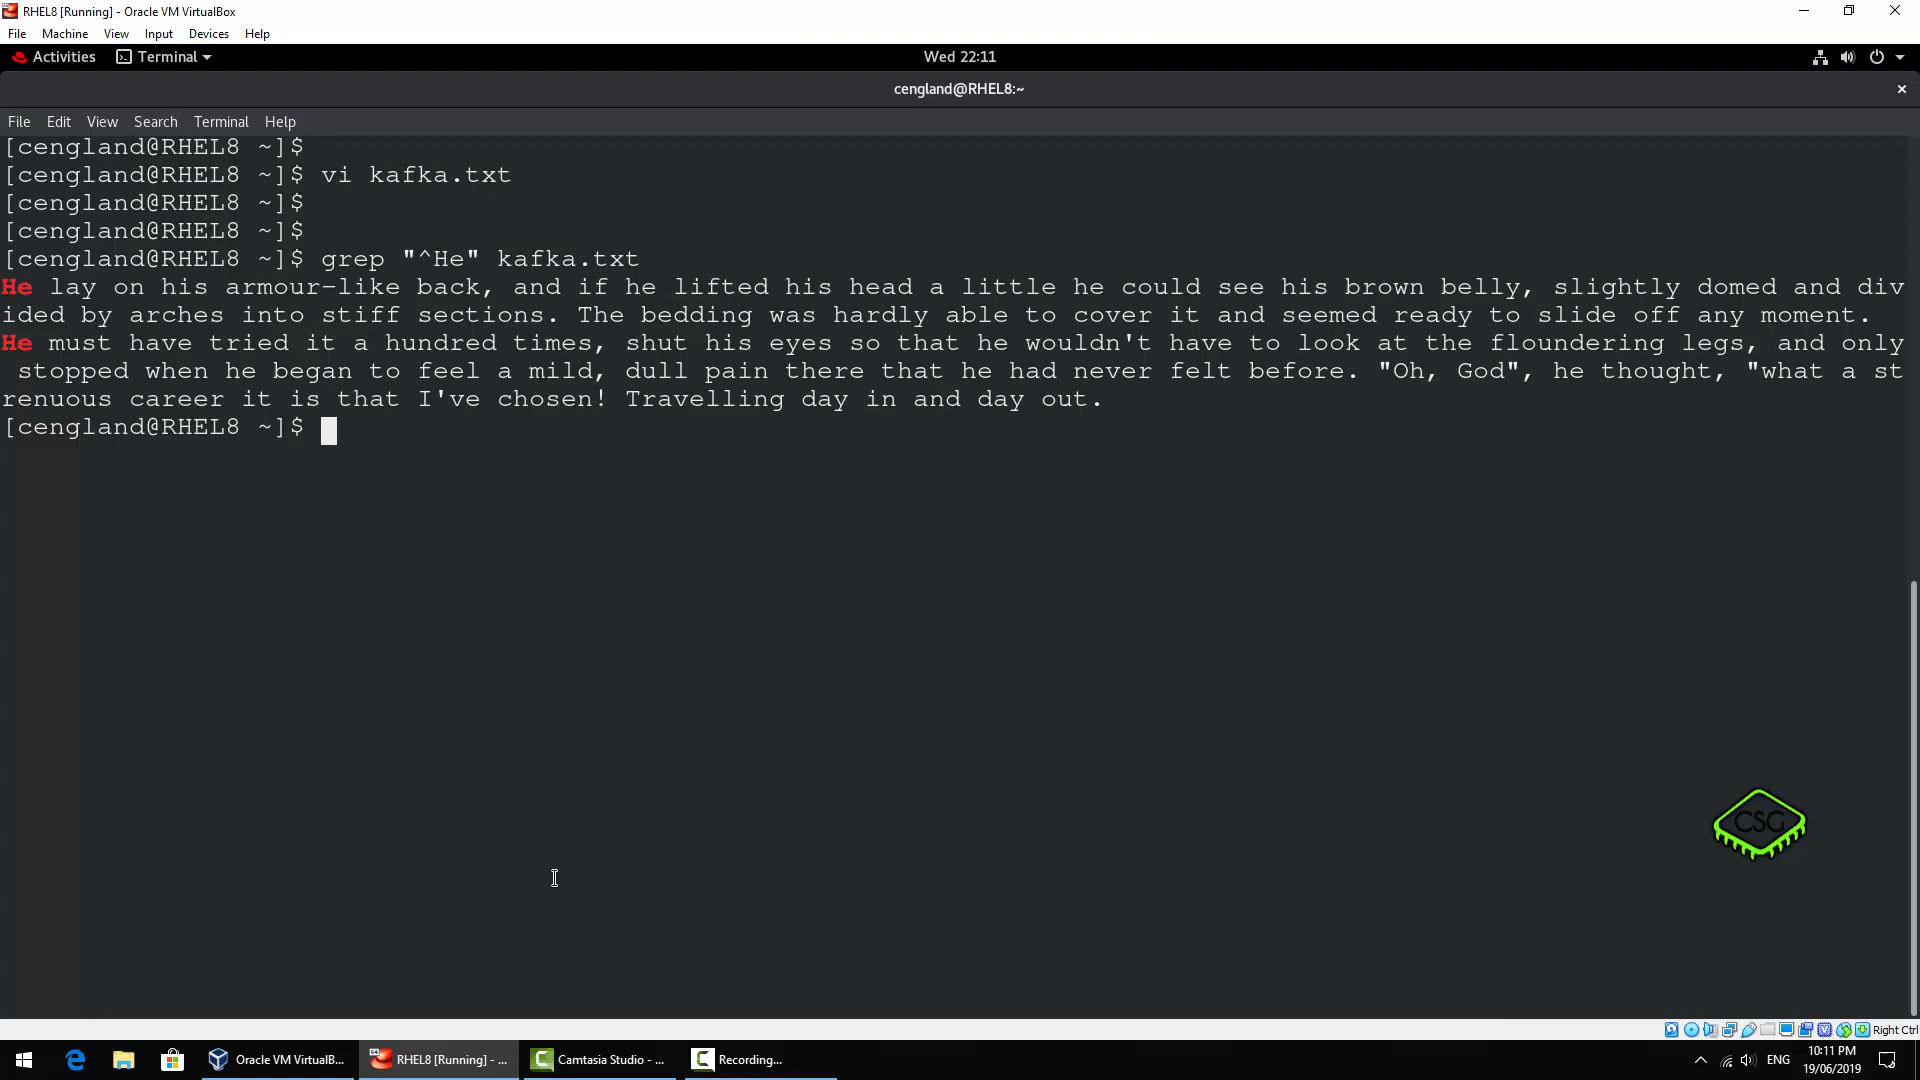 RHEL8 [Running] - Oracle VM VirtualBox
File Machine View Input Devices Help
Activities Terminal Wed 22:11
cengland@RHEL8:~
File Edit View Search Terminal Help
[cengland@RHEL8 ~]$
[cengland@RHEL8 ~]$ vi kafka.txt
[cengland@RHEL8 ~]$
[cengland@RHEL8 ~]$
[cengland@RHEL8 ~]$ grep "^He" kafka.txt
He lay on his armour-like back, and if he lifted his head a little he could see his brown belly, slightly domed and div
ided by arches into stiff sections. The bedding was hardly able to cover it and seemed ready to slide off any moment.
He must have tried it a hundred times, shut his eyes so that he wouldn't have to look at the floundering legs, and only
 stopped when he began to feel a mild, dull pain there that he had never felt before. "Oh, God", he thought, "what a st
renuous career it is that I've chosen! Travelling day in and day out.
[cengland@RHEL8 ~]$
CSG
Right Ctrl
Oracle VM VirtualB... RHEL8 [Running] - ... Camtasia Studio - ... Recording... ENG 10:11 PM
19/06/2019